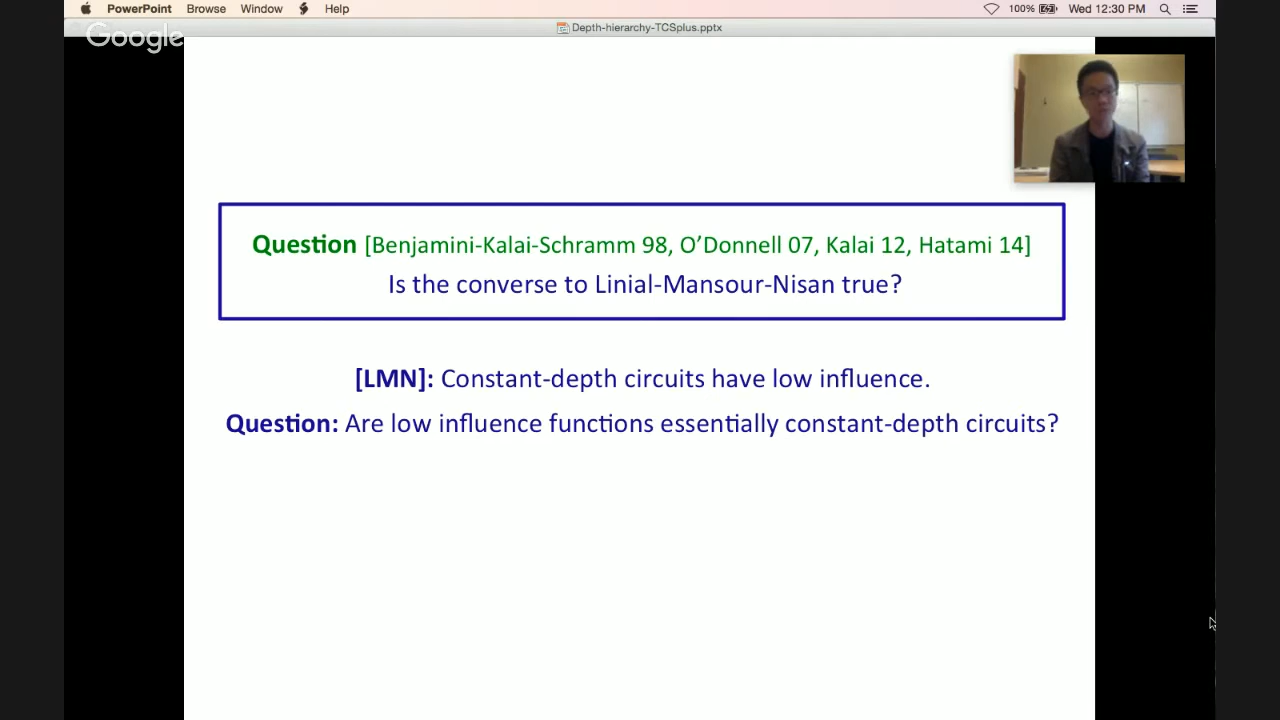 PowerPoint Browse Window Help 100% Wed 12:30 PM
Depth-hierarchy-TCSplus.pptx
Google
Question [Benjamini-Kalai-Schramm 98, O'Donnell 07, Kalai 12, Hatami 14]
Is the converse to Linial-Mansour-Nisan true?
[LMN]: Constant-depth circuits have low influence.
Question: Are low influence functions essentially constant-depth circuits?